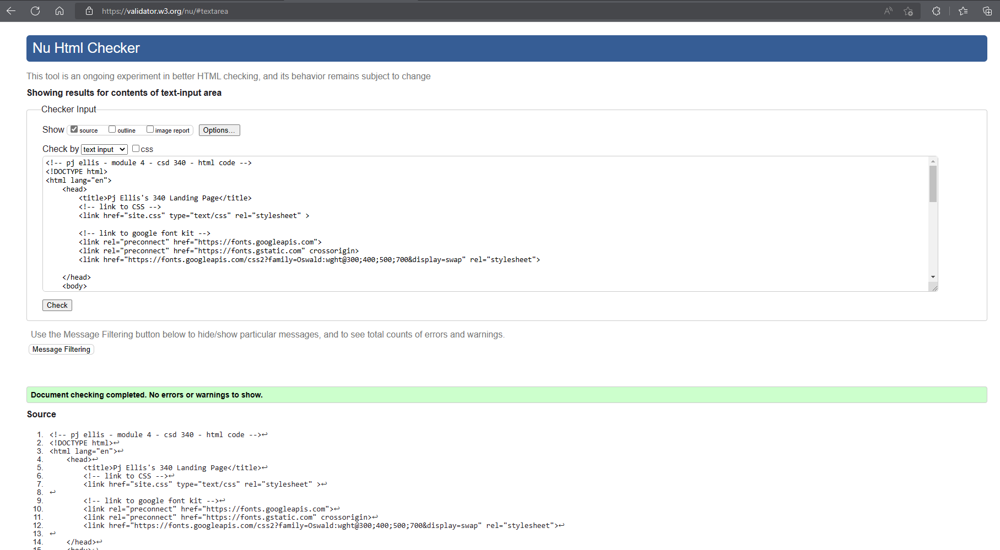 https://validator.w3.org/nu/#textarea
Nu Html Checker
This tool is an ongoing experiment in better HTML checking, and its behavior remains subject to change
Showing results for contents of text-input area
Checker Input
Show source outline image report Options...
Check by text input css
<!-- pj ellis - module 4 - csd 340 - html code -->
<!DOCTYPE html>
<html lang="en">
    <head>
        <title>Pj Ellis's 340 Landing Page</title>
        <!-- link to CSS -->
        <link href="site.css" type="text/css" rel="stylesheet" >
        <!-- link to google font kit -->
        <link rel="preconnect" href="https://fonts.googleapis.com">
        <link rel="preconnect" href="https://fonts.gstatic.com" crossorigin>
        <link href="https://fonts.googleapis.com/css2?family=Oswald:wght@300;400;500;700&display=swap" rel="stylesheet">
    </head>
    <body>
Check
Use the Message Filtering button below to hide/show particular messages, and to see total counts of errors and warnings.
Message Filtering
Document checking completed. No errors or warnings to show.
Source
1. <!-- pj ellis - module 4 - csd 340 - html code -->↩
2. <!DOCTYPE html>↩
3. <html lang="en">↩
4.     <head>↩
5.         <title>Pj Ellis's 340 Landing Page</title>↩
6.         <!-- link to CSS -->↩
7.         <link href="site.css" type="text/css" rel="stylesheet" >↩
8. ↩
9.         <!-- link to google font kit -->↩
10.         <link rel="preconnect" href="https://fonts.googleapis.com">↩
11.         <link rel="preconnect" href="https://fonts.gstatic.com" crossorigin>↩
12.         <link href="https://fonts.googleapis.com/css2?family=Oswald:wght@300;400;500;700&display=swap" rel="stylesheet">↩
13. ↩
14.     </head>↩
15.     <body>↩